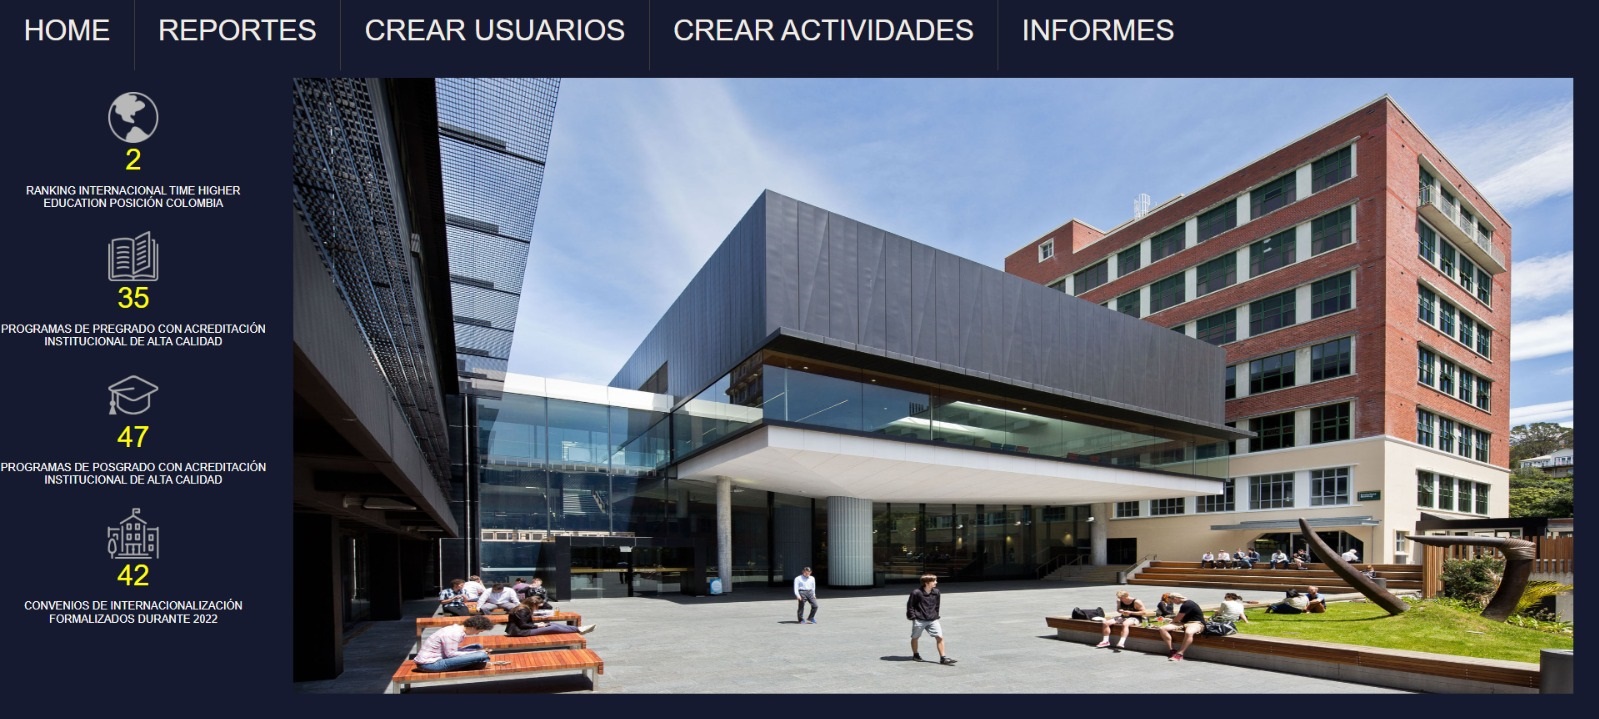 HOME
REPORTES
CREAR USUARIOS
CREAR ACTIVIDADES
INFORMES
2
RANKING INTERNACIONAL TIME HIGHER
EDUCATION POSICIÓN COLOMBIA
35
PROGRAMAS DE PREGRADO CON ACREDITACIÓN
INSTITUCIONAL DE ALTA CALIDAD
47
PROGRAMAS DE POSGRADO CON ACREDITACIÓN
INSTITUCIONAL DE ALTA CALIDAD
42
CONVENIOS DE INTERNACIONALIZACIÓN
FORMALIZADOS DURANTE 2022